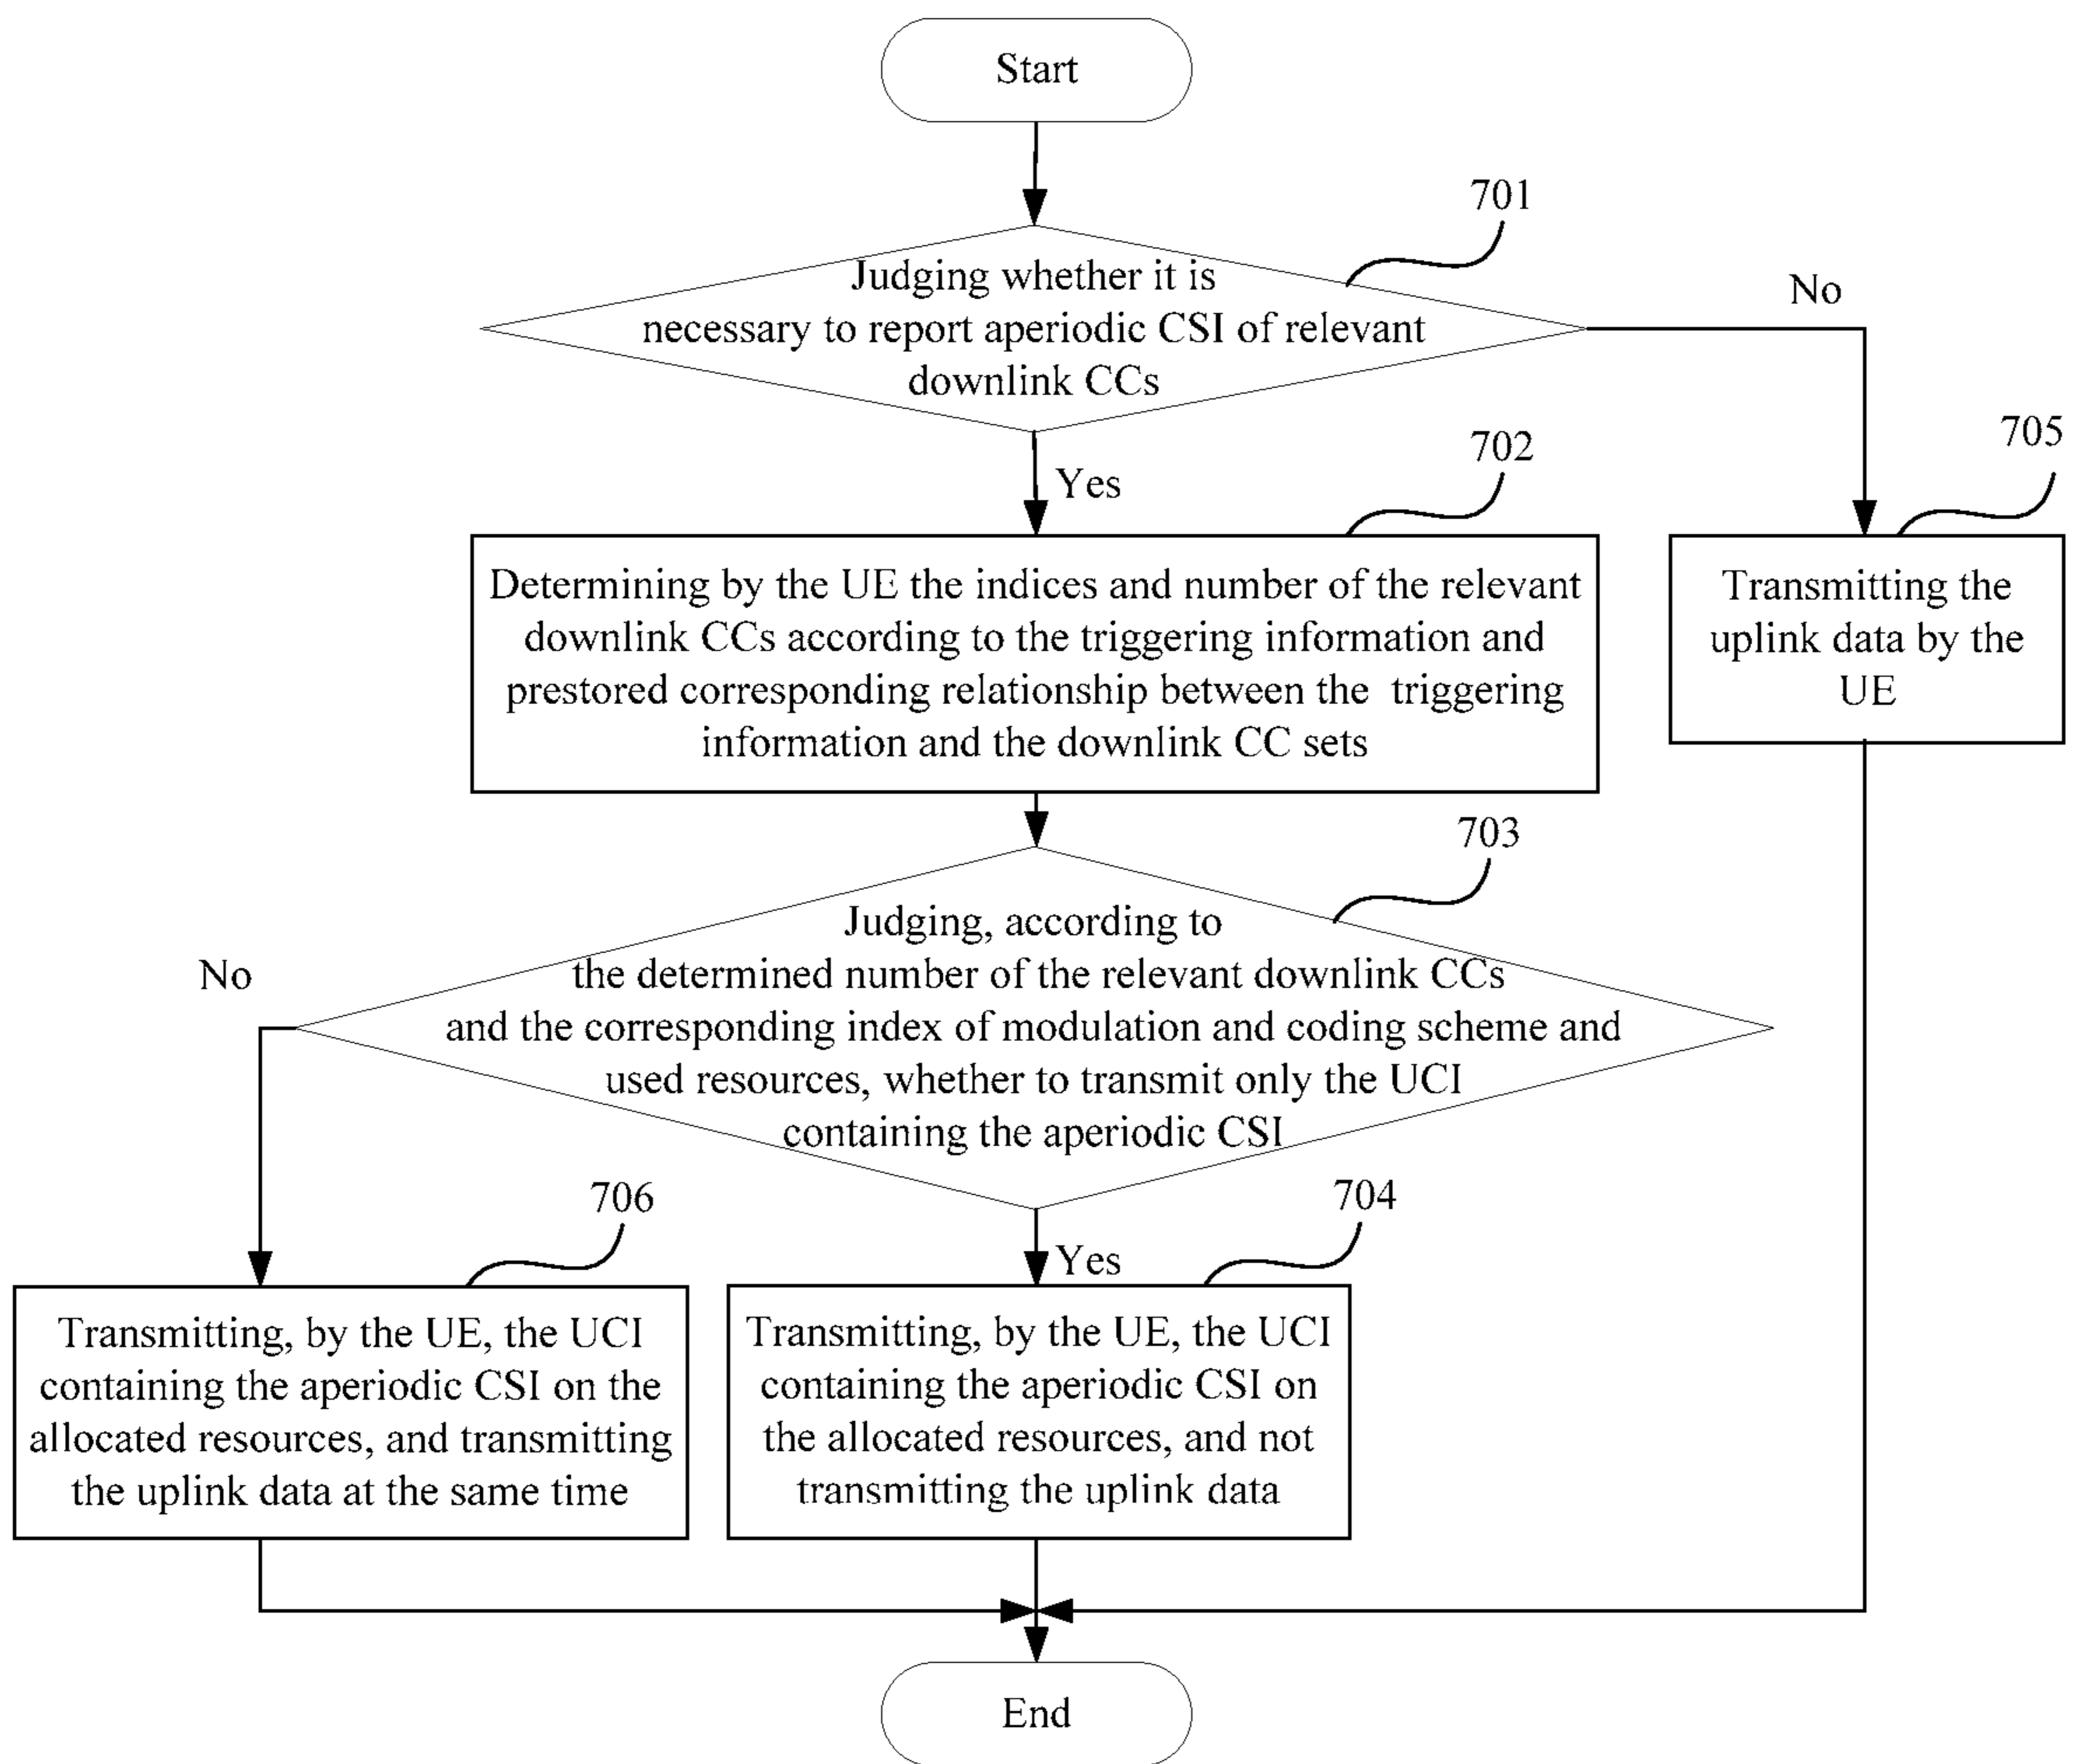 Start
701
Judging whether it is
necessary to report aperiodic CSI of relevant
downlink CCs
No
Yes
702
705
Determining by the UE the indices and number of the relevant
downlink CCs according to the triggering information and
prestored corresponding relationship between the triggering
information and the downlink CC sets
Transmitting the
uplink data by the
UE
703
Judging, according to
the determined number of the relevant downlink CCs
and the corresponding index of modulation and coding scheme and
used resources, whether to transmit only the UCI
containing the aperiodic CSI
No
Yes
706
704
Transmitting, by the UE, the UCI
containing the aperiodic CSI on the
allocated resources, and transmitting
the uplink data at the same time
Transmitting, by the UE, the UCI
containing the aperiodic CSI on
the allocated resources, and not
transmitting the uplink data
End